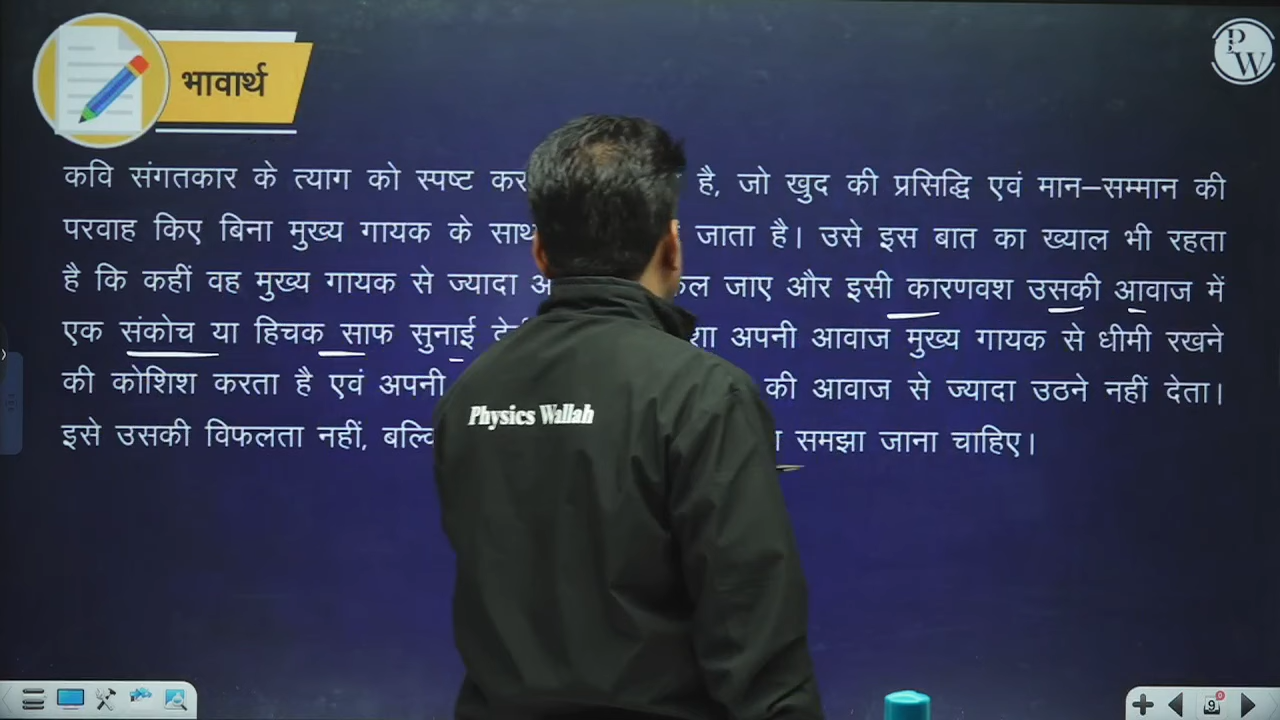 भावार्थ
PW
कवि संगतकार के त्याग को स्पष्ट है, जो खुद की प्रसिद्धि एवं मान–सम्मान की
परवाह किए बिना मुख्य गायक के जाता है। उसे इस बात का ख्याल भी रहता
है कि कहीं वह मुख्य गायक से ज्यादा जाए और इसी कारणवश उसकी आवाज में
एक संकोच या हिचक साफ सुनाई अपनी आवाज मुख्य गायक से धीमी रखने
की कोशिश करता है एवं अपनी की आवाज से ज्यादा उठने नहीं देता।
इसे उसकी विफलता नहीं, समझा जाना चाहिए।
Physics Wallah
9